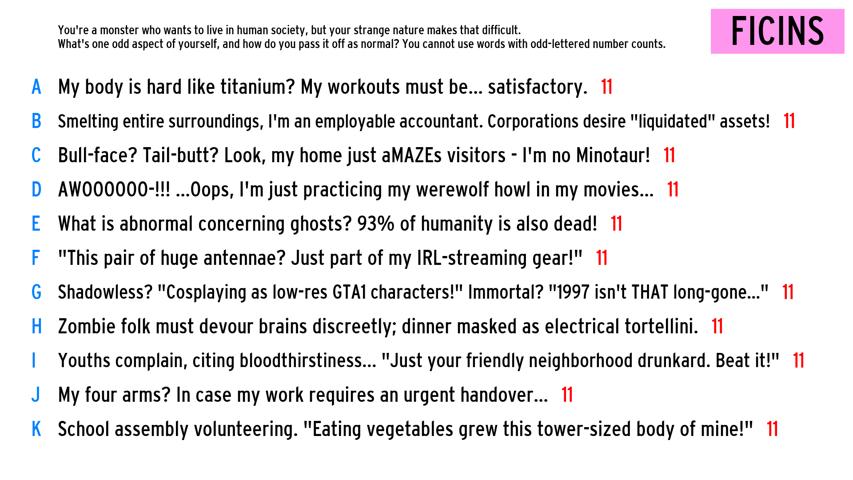 You're a monster who wants to live in human society, but your strange nature makes that difficult.
What's one odd aspect of yourself, and how do you pass it off as normal? You cannot use words with odd-lettered number counts.
FICINS
A My body is hard like titanium? My workouts must be... satisfactory. 11
B Smelting entire surroundings, I'm an employable accountant. Corporations desire "liquidated" assets! 11
C Bull-face? Tail-butt? Look, my home just aMAZEs visitors - I'm no Minotaur! 11
D AWOOOOOO-!!! ...Oops, I'm just practicing my werewolf howl in my movies... 11
E What is abnormal concerning ghosts? 93% of humanity is also dead! 11
F "This pair of huge antennae? Just part of my IRL-streaming gear!" 11
G Shadowless? "Cosplaying as low-res GTA1 characters!" Immortal? "1997 isn't THAT long-gone..." 11
H Zombie folk must devour brains discreetly; dinner masked as electrical tortellini. 11
I Youths complain, citing bloodthirstiness... "Just your friendly neighborhood drunkard. Beat it!" 11
J My four arms? In case my work requires an urgent handover... 11
K School assembly volunteering. "Eating vegetables grew this tower-sized body of mine!" 11